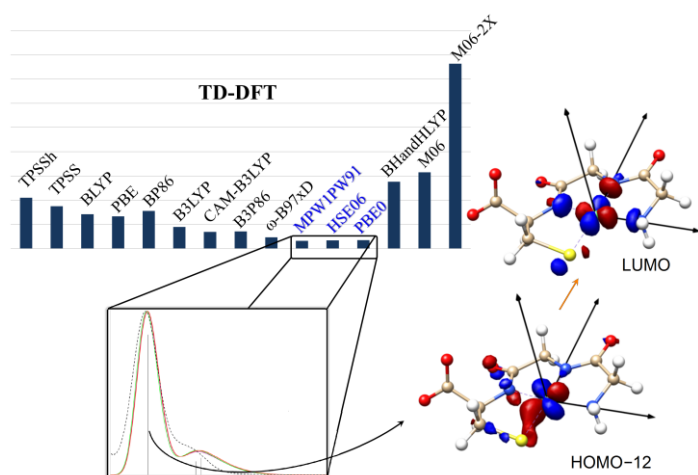 TD-DFT
TPSSh
TPSS
BLYP
PBE
BP86
B3LYP
CAM-B3LYP
B3P86
ω-B97xD
MPW1PW91
HSE06
PBE0
BHandHLYP
M06
M06-2X
LUMO
HOMO−12